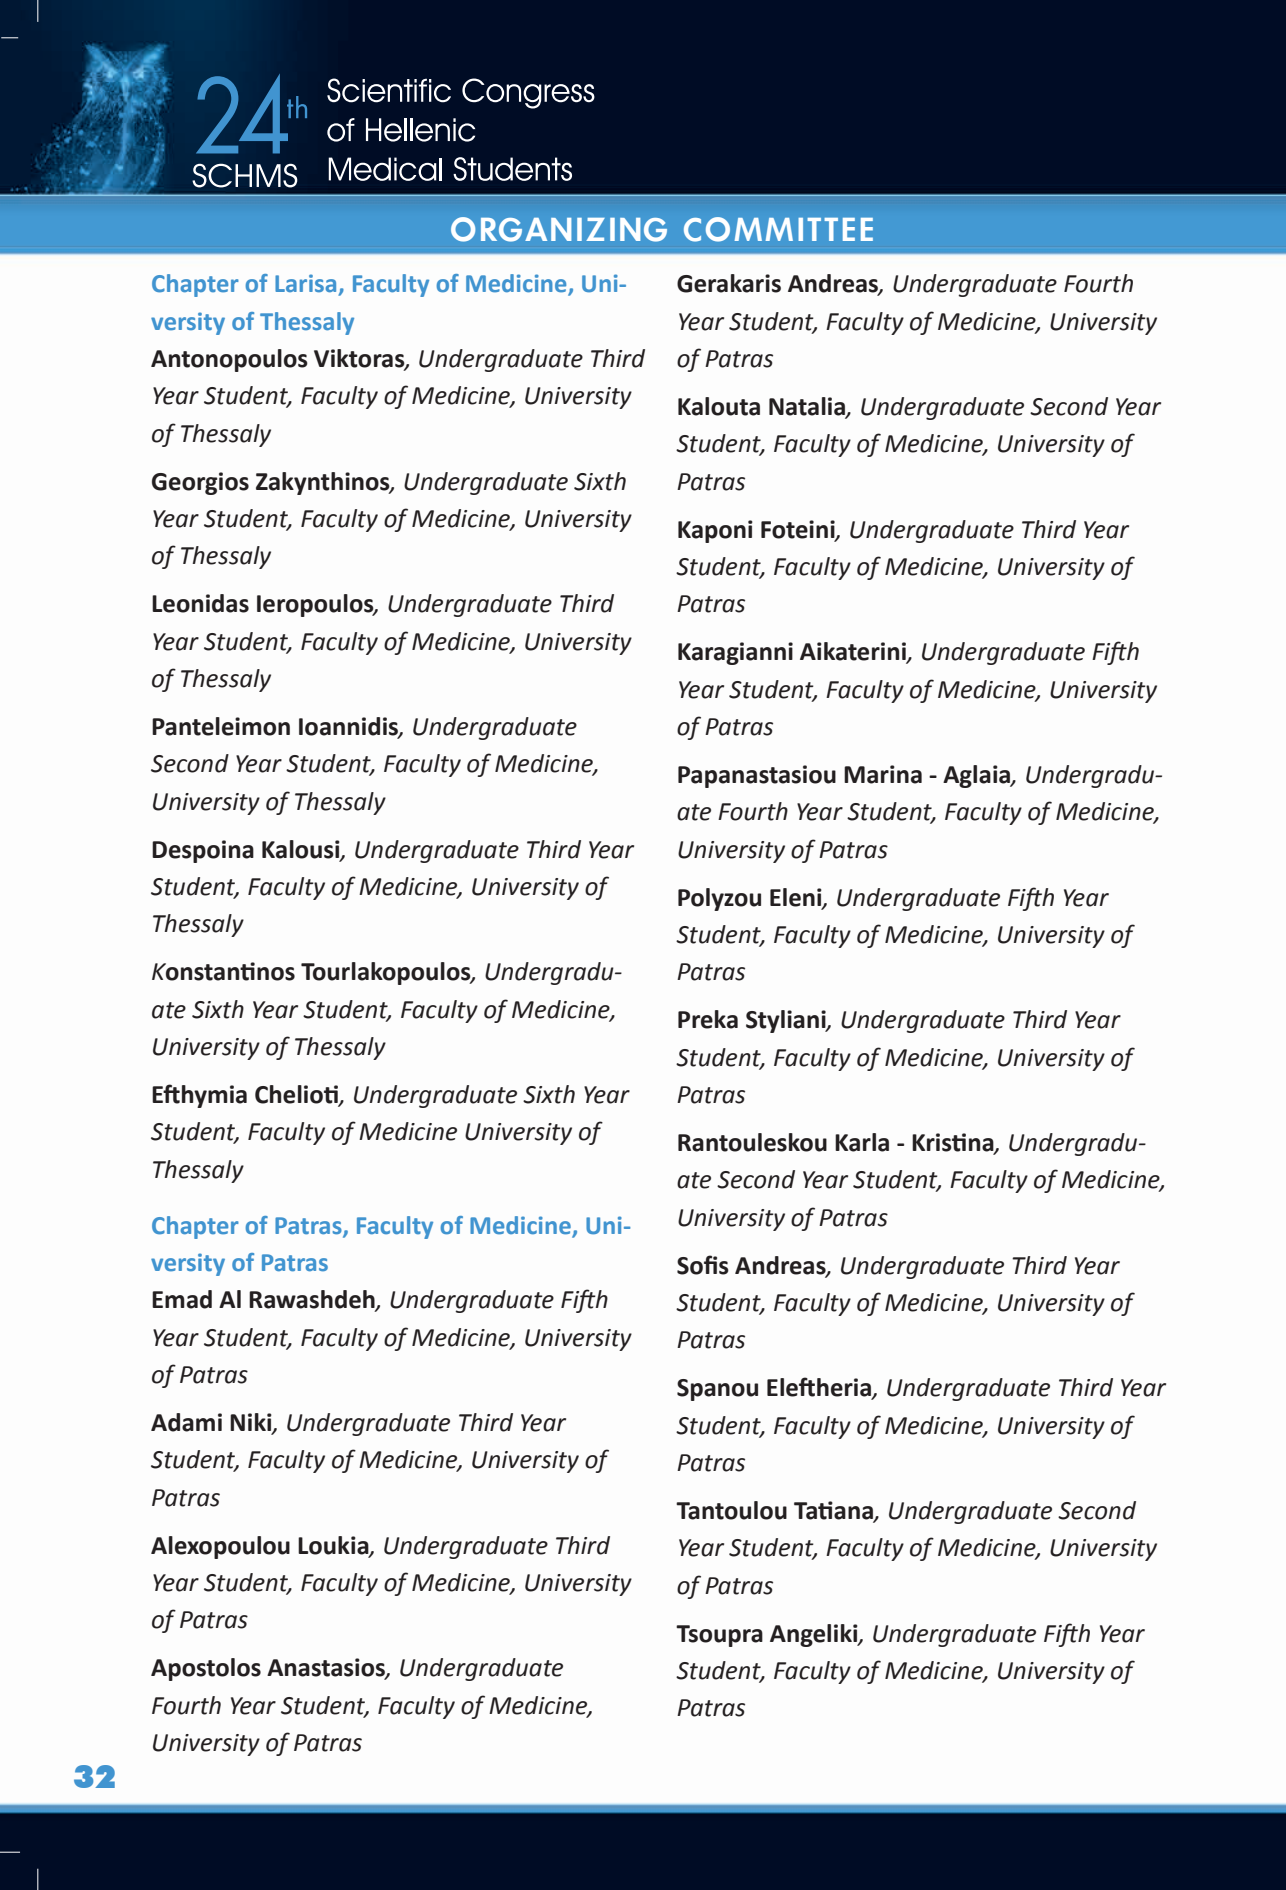 24th
SCHMS
Scientific Congress
of Hellenic
Medical Students
ORGANIZING COMMITTEE
Chapter of Larisa, Faculty of Medicine, Uni-
versity of Thessaly
Antonopoulos Viktoras, Undergraduate Third
Year Student, Faculty of Medicine, University
of Thessaly
Georgios Zakynthinos, Undergraduate Sixth
Year Student, Faculty of Medicine, University
of Thessaly
Leonidas Ieropoulos, Undergraduate Third
Year Student, Faculty of Medicine, University
of Thessaly
Panteleimon Ioannidis, Undergraduate
Second Year Student, Faculty of Medicine,
University of Thessaly
Despoina Kalousi, Undergraduate Third Year
Student, Faculty of Medicine, University of
Thessaly
Konstantinos Tourlakopoulos, Undergradu-
ate Sixth Year Student, Faculty of Medicine,
University of Thessaly
Efthymia Chelioti, Undergraduate Sixth Year
Student, Faculty of Medicine University of
Thessaly
Chapter of Patras, Faculty of Medicine, Uni-
versity of Patras
Emad Al Rawashdeh, Undergraduate Fifth
Year Student, Faculty of Medicine, University
of Patras
Adami Niki, Undergraduate Third Year
Student, Faculty of Medicine, University of
Patras
Alexopoulou Loukia, Undergraduate Third
Year Student, Faculty of Medicine, University
of Patras
Apostolos Anastasios, Undergraduate
Fourth Year Student, Faculty of Medicine,
University of Patras
Gerakaris Andreas, Undergraduate Fourth
Year Student, Faculty of Medicine, University
of Patras
Kalouta Natalia, Undergraduate Second Year
Student, Faculty of Medicine, University of
Patras
Kaponi Foteini, Undergraduate Third Year
Student, Faculty of Medicine, University of
Patras
Karagianni Aikaterini, Undergraduate Fifth
Year Student, Faculty of Medicine, University
of Patras
Papanastasiou Marina - Aglaia, Undergradu-
ate Fourth Year Student, Faculty of Medicine,
University of Patras
Polyzou Eleni, Undergraduate Fifth Year
Student, Faculty of Medicine, University of
Patras
Preka Styliani, Undergraduate Third Year
Student, Faculty of Medicine, University of
Patras
Rantouleskou Karla - Kristina, Undergradu-
ate Second Year Student, Faculty of Medicine,
University of Patras
Sofis Andreas, Undergraduate Third Year
Student, Faculty of Medicine, University of
Patras
Spanou Eleftheria, Undergraduate Third Year
Student, Faculty of Medicine, University of
Patras
Tantoulou Tatiana, Undergraduate Second
Year Student, Faculty of Medicine, University
of Patras
Tsoupra Angeliki, Undergraduate Fifth Year
Student, Faculty of Medicine, University of
Patras
32